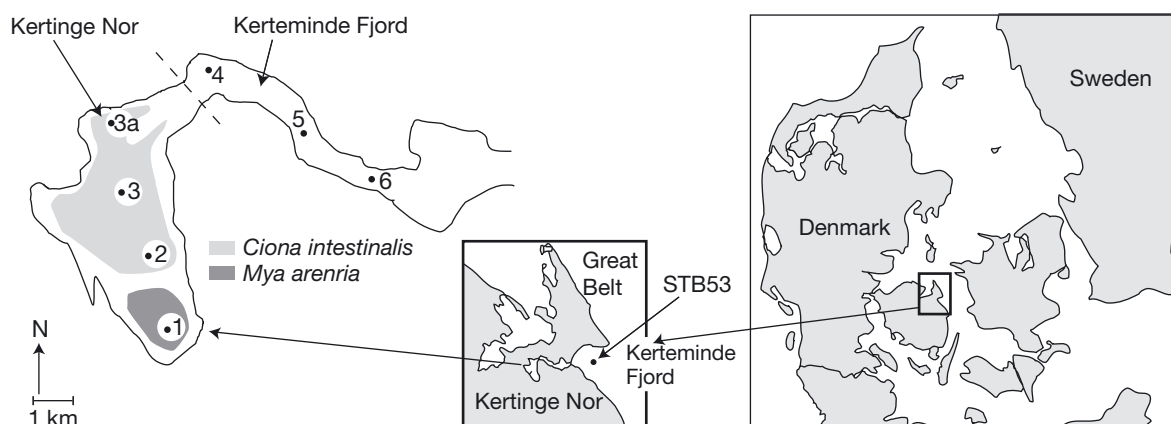 Kertinge Nor
Kerteminde Fjord
3a
4
5
3
6
2
1
Ciona intestinalis
Mya arenria
N
1 km
Great
Belt
STB53
Kerteminde
Fjord
Kertinge Nor
Sweden
Denmark